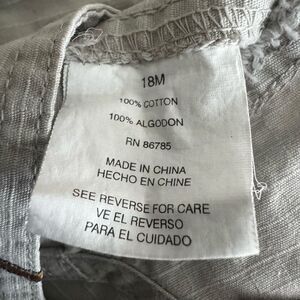 18M
100% COTTON
100% ALGODON
RN 86785
MADE IN CHINA
HECHO EN CHINE
SEE REVERSE FOR CARE
VE EL REVERSO
PARA EL CUIDADO